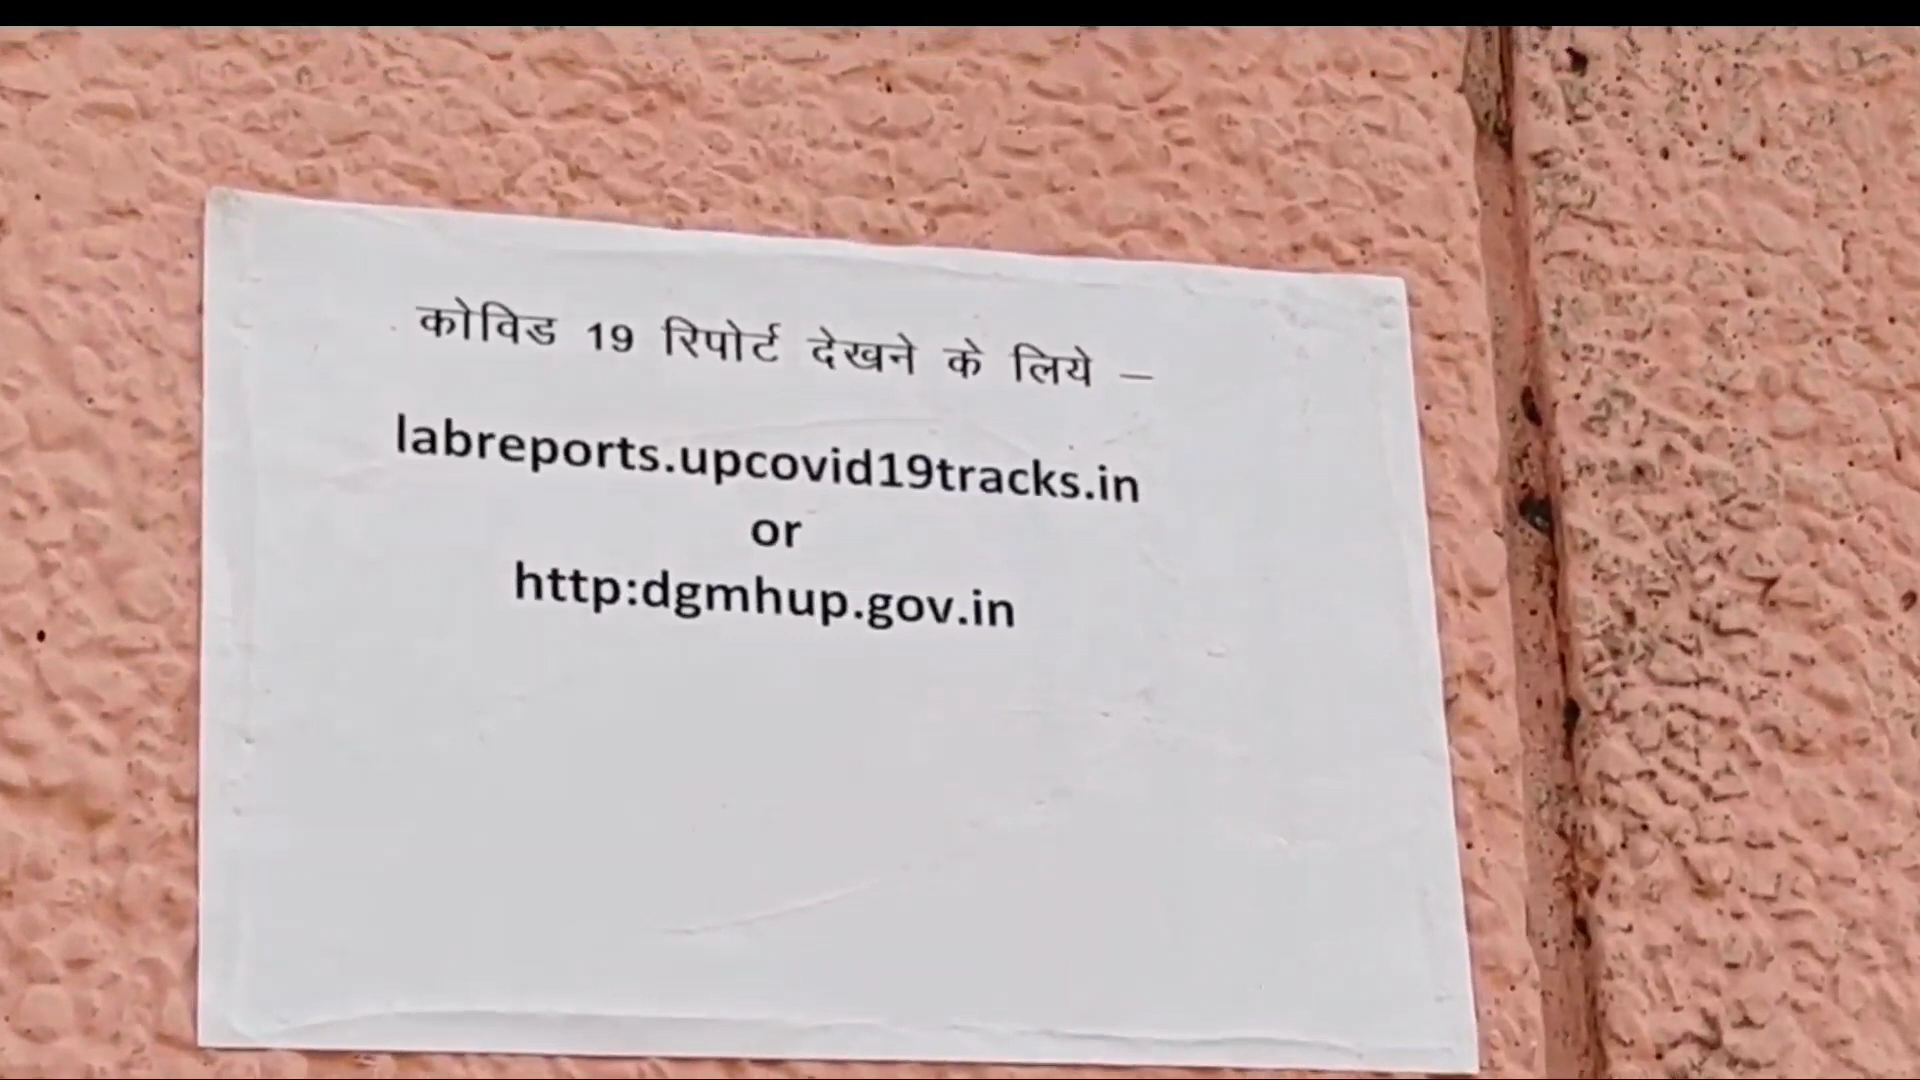 कोविड 19 रिपोर्ट देखने के लिये –
labreports.upcovid19tracks.in
or
http:dgmhup.gov.in